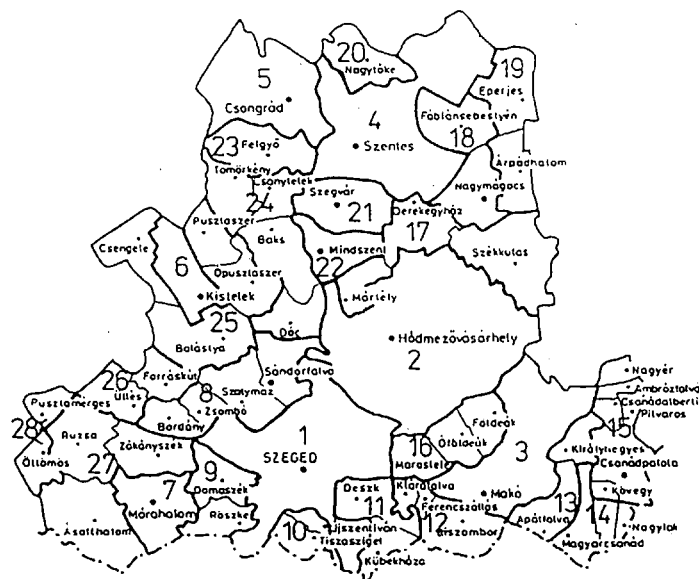 20
Nagytőke
5
19
Eperjes
Csongrád
4
Fábiánsebestyén
18
23
Felgyő
Szentes
Tömörkény
Csanytelek
24
Árpádhalom
Nagymágocs
Szegvár
21
Derekegyház
17
Pusztaszer
Baks
Csengele
Mindszent
22
Székkutas
6
Ópusztaszer
Kistelek
Mártély
25
Dóc
Hódmezővásárhely
2
Balástya
26
Forráskút
Sándorfalva
Nagyér
Ambrózfalva
Csanádalberti
Pitvaros
15
Pusztamérges
Üllés
8
Szatymaz
Zsombó
Földeák
28
Bordány
Óföldeák
3
Ruzsa
Zákányszék
1
SZEGED
16
Maroslele
Királyhegyes
Öttömös
27
9
Csanádpalota
7
Domaszék
Deszk
11
Klárafalva
Makó
13
14
Kövegy
Mórahalom
Ferencszállás
Röszke
10
Újszentiván
12
Kiszombor
Apátfalva
Nagylak
Ásotthalom
Tiszasziget
Magyarcsanád
Kübekháza